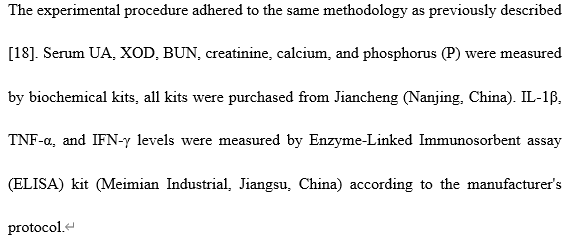 The experimental procedure adhered to the same methodology as previously described
[18]. Serum UA, XOD, BUN, creatinine, calcium, and phosphorus (P) were measured
by biochemical kits, all kits were purchased from Jiancheng (Nanjing, China). IL-1β,
TNF-α, and IFN-γ levels were measured by Enzyme-Linked Immunosorbent assay
(ELISA) kit (Meimian Industrial, Jiangsu, China) according to the manufacturer's
protocol.↵